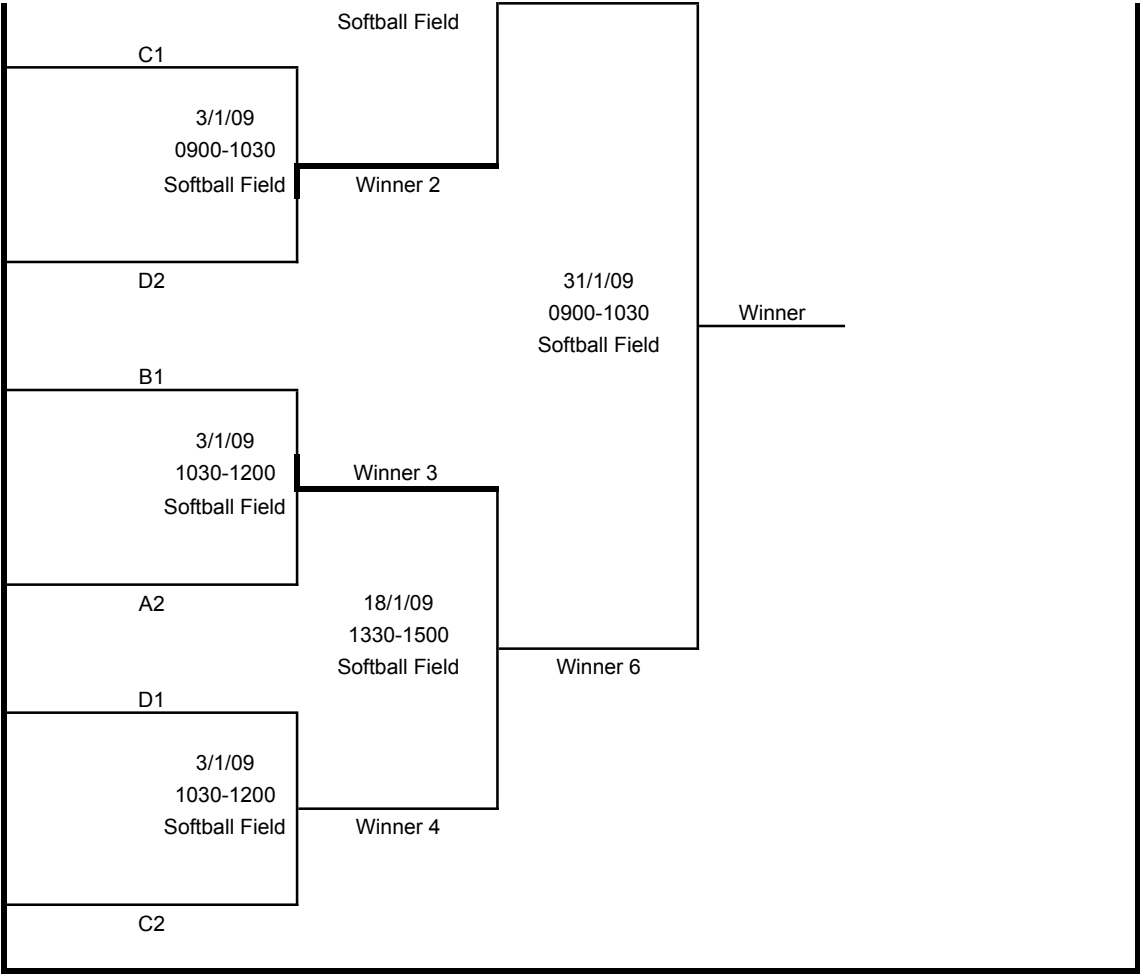 Softball Field
C1
3/1/09
0900-1030
Softball Field
Winner 2
D2
31/1/09
0900-1030
Softball Field
Winner
B1
3/1/09
1030-1200
Softball Field
Winner 3
A2
18/1/09
1330-1500
Softball Field
Winner 6
D1
3/1/09
1030-1200
Softball Field
Winner 4
C2